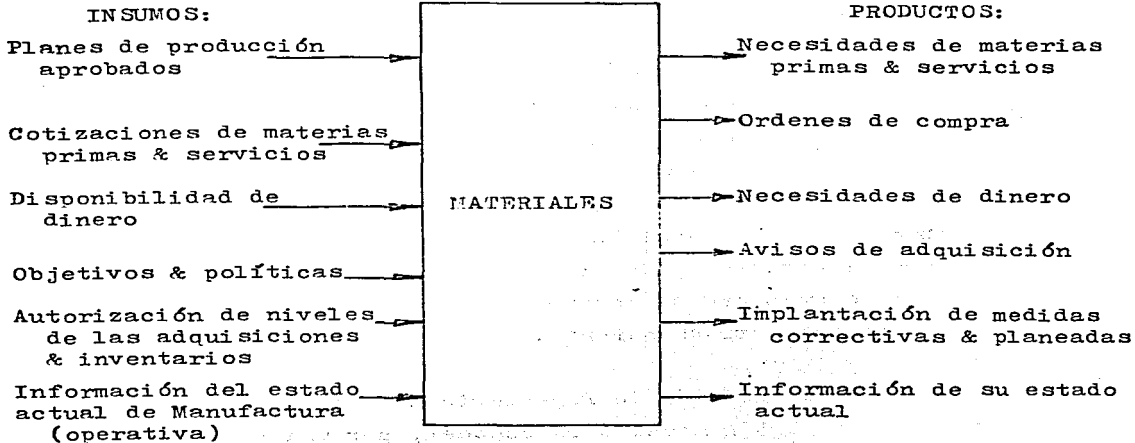 INSUMOS:
Planes de producción
aprobados
Cotizaciones de materias
primas & servicios
Disponibilidad de
dinero
Objetivos & políticas
Autorización de niveles
de las adquisiciones
& inventarios
Información del estado
actual de Manufactura
(operativa)
MATERIALES
PRODUCTOS:
Necesidades de materias
primas & servicios
Ordenes de compra
Necesidades de dinero
Avisos de adquisición
Implantación de medidas
correctivas & planeadas
Información de su estado
actual